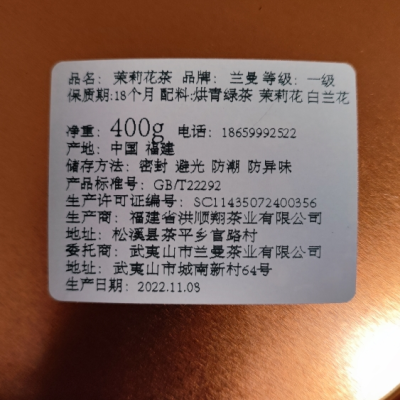 品名: 茉莉花茶 品牌: 兰曼 等级: 一级
保质期:18个月 配料:烘青绿茶 茉莉花 白兰花
净重: 400g 电话: 18659992522
产地: 中国 福建
储存方法: 密封 避光 防潮 防异味
产品标准号: GB/T22292
生产许可证编号: SC11435072400356
生产商: 福建省洪顺翔茶业有限公司
地址: 松溪县茶平乡官路村
委托商: 武夷山市兰曼茶业有限公司
地址: 武夷山市城南新村64号
生产日期: 2022.11.08